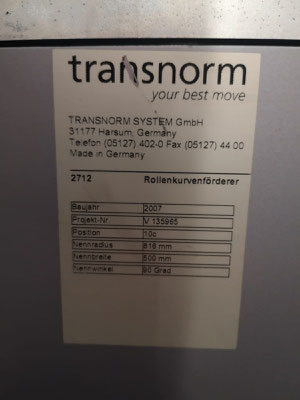 transnorm
your best move
TRANSNORM SYSTEM GmbH
31177 Harsum, Germany
Telefon (05127) 402-0 Fax (05127) 44 00
Made in Germany
2712 Rollenkurvenförderer
Baujahr 2007
Projekt-Nr V 135965
Position 10c
Nennradius 818 mm
Nennbreite 500 mm
Nennwinkel 90 Grad